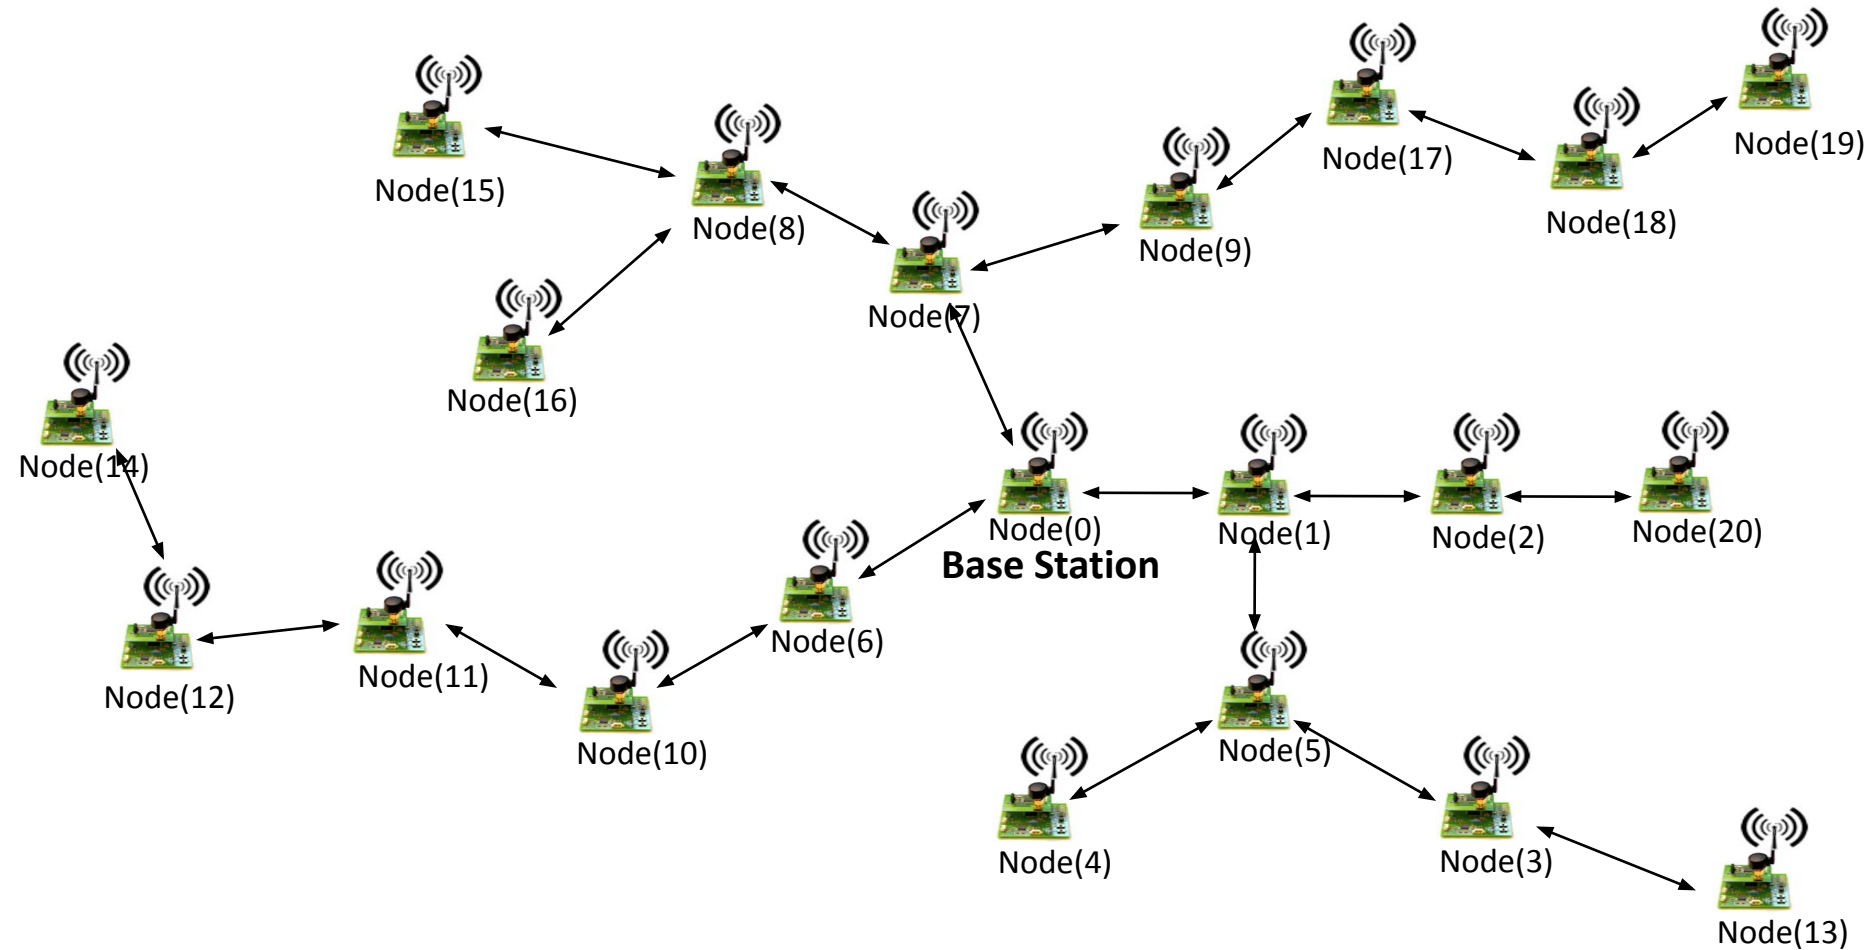 Node(19)
Node(17)
Node(15)
Node(18)
Node(8)
Node(9)
Node(7)
Node(16)
Node(14)
Node(0)
Base Station
Node(1)
Node(2)
Node(20)
Node(6)
Node(11)
Node(12)
Node(10)
Node(5)
Node(4)
Node(3)
Node(13)